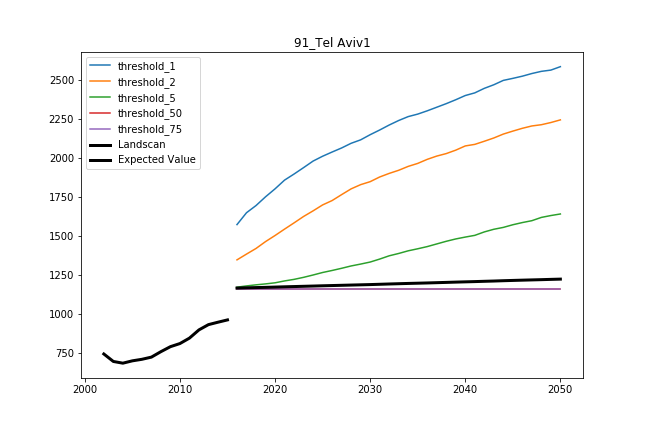 91_Tel Aviv1
threshold_1
threshold_2
threshold_5
threshold_50
threshold_75
Landscan
Expected Value
2500
2250
2000
1750
1500
1250
1000
750
2000 2010 2020 2030 2040 2050